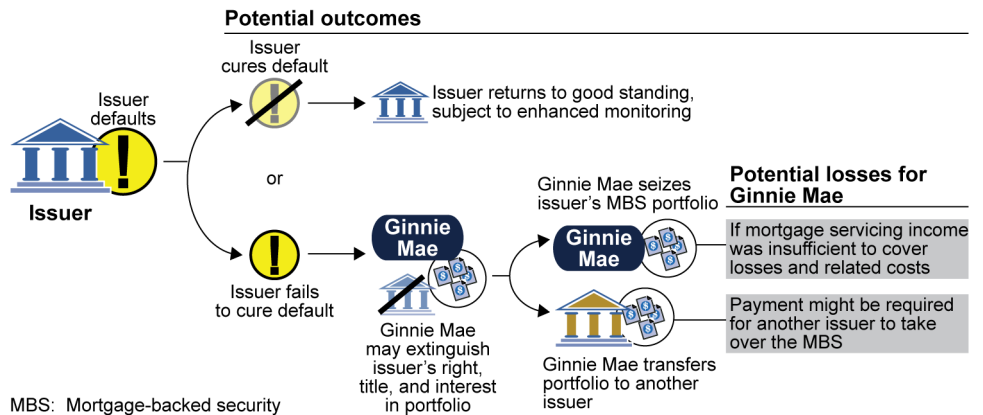 Potential outcomes
Issuer
defaults
Issuer
Issuer
cures default
Issuer returns to good standing,
subject to enhanced monitoring
or
Issuer fails
to cure default
Ginnie
Mae
Ginnie Mae
may extinguish
issuer's right,
title, and interest
in portfolio
Ginnie Mae seizes
issuer's MBS portfolio
Ginnie
Mae
Ginnie Mae transfers
portfolio to another
issuer
Potential losses for
Ginnie Mae
If mortgage servicing income
was insufficient to cover
losses and related costs
Payment might be required
for another issuer to take
over the MBS
MBS: Mortgage-backed security